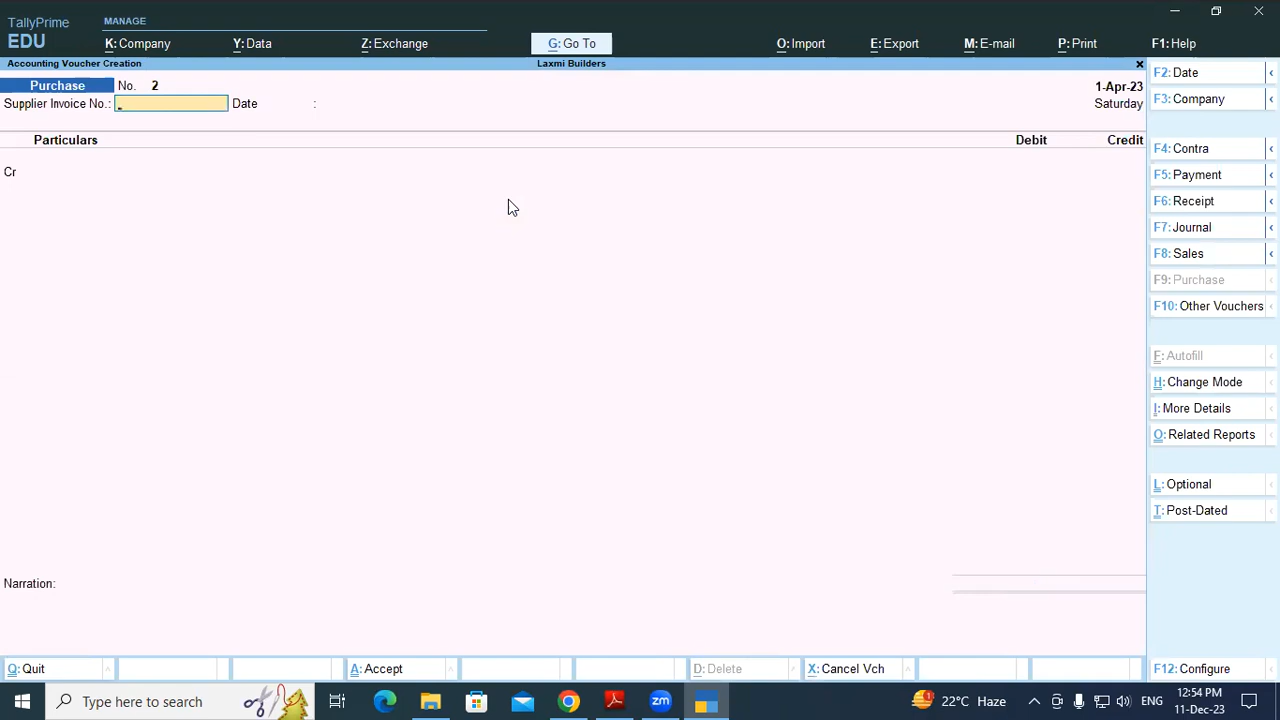 TallyPrime
EDU
MANAGE
K: Company
Y: Data
Z: Exchange
G: Go To
O: Import
E: Export
M: E-mail
P: Print
F1: Help
Accounting Voucher Creation
Laxmi Builders
Purchase
No. 2
1-Apr-23
Supplier Invoice No.:
Date :
Saturday
Particulars
Debit
Credit
Cr
Narration:
F2: Date
F3: Company
F4: Contra
F5: Payment
F6: Receipt
F7: Journal
F8: Sales
F9: Purchase
F10: Other Vouchers
F: Autofill
H: Change Mode
I: More Details
O: Related Reports
L: Optional
T: Post-Dated
Q: Quit
A: Accept
D: Delete
X: Cancel Vch
F12: Configure
Type here to search
zm
22°C Haze
ENG
12:54 PM
11-Dec-23